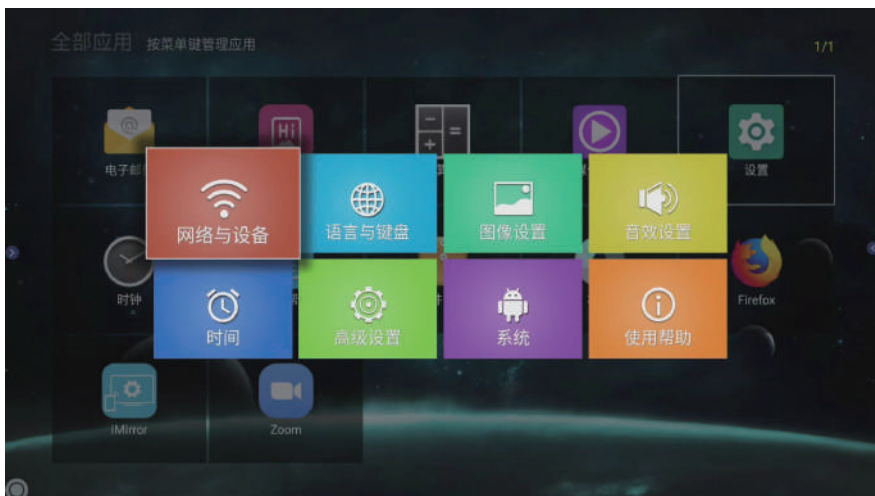 全部应用 按菜单键管理应用
1/1
Hi
电子邮
设置
网络与设备
语言与键盘
图像设置
音效设置
时钟
Firefox
时间
高级设置
系统
使用帮助
iMirror
Zoom